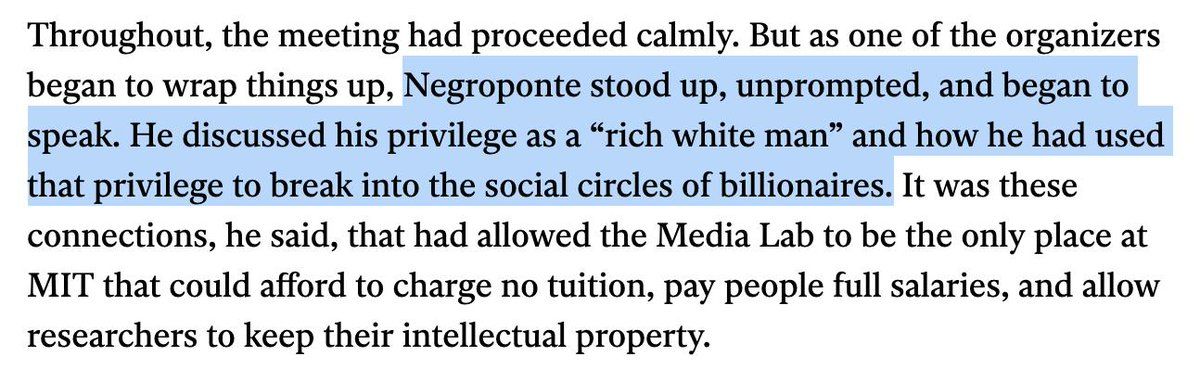 Throughout, the meeting had proceeded calmly. But as one of the organizers
began to wrap things up, Negroponte stood up, unprompted, and began to
speak. He discussed his privilege as a “rich white man” and how he had used
that privilege to break into the social circles of billionaires. It was these
connections, he said, that had allowed the Media Lab to be the only place at
MIT that could afford to charge no tuition, pay people full salaries, and allow
researchers to keep their intellectual property.